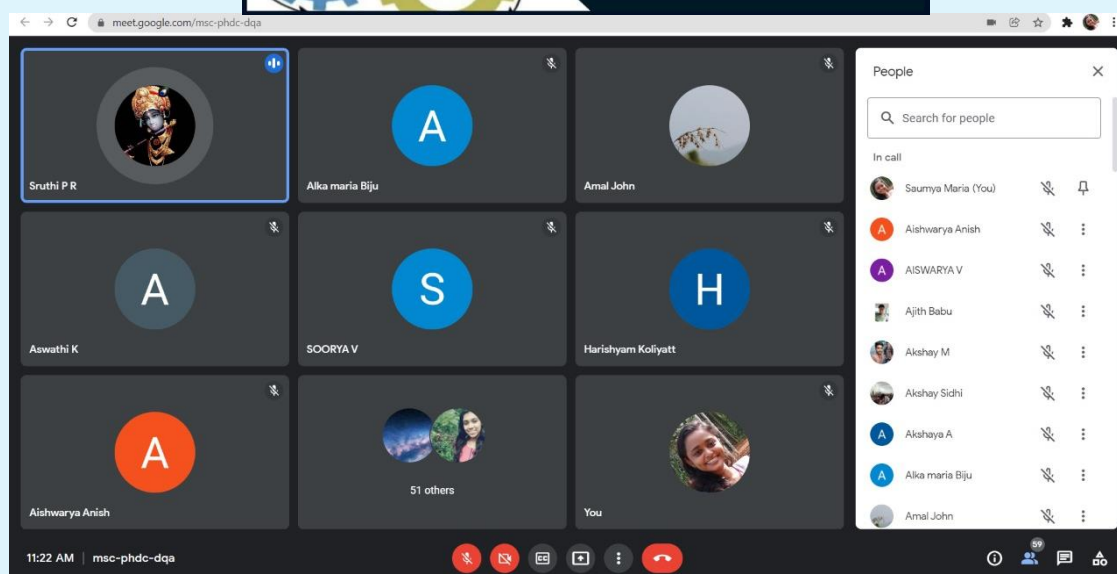 meet.google.com/msc-phdc-dqa
Sruthi P R
A
Alka maria Biju
Amal John
A
Aswathi K
S
SOORYA V
H
Harishyam Koliyatt
A
Aishwarya Anish
51 others
You
People
Search for people
In call
Saumya Maria (You)
A Aishwarya Anish
A AISWARYA V
Ajith Babu
Akshay M
Akshay Sidhi
A Akshaya A
A Alka maria Biju
Amal John
11:22 AM | msc-phdc-dqa
CC
59